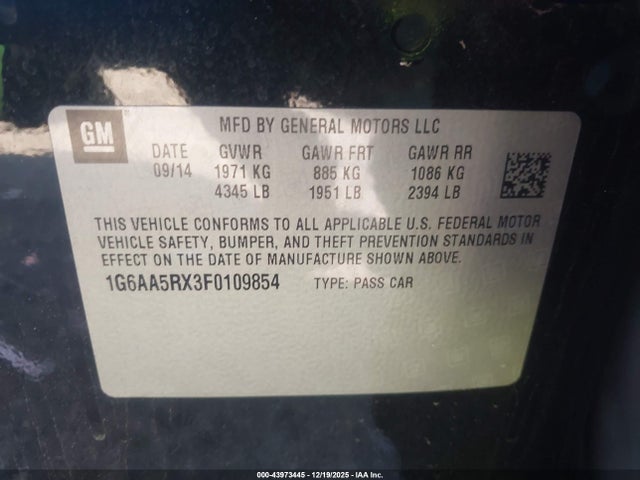 GM
MFD BY GENERAL MOTORS LLC
DATE GVWR GAWR FRT GAWR RR
09/14 1971 KG 885 KG 1086 KG
4345 LB 1951 LB 2394 LB
THIS VEHICLE CONFORMS TO ALL APPLICABLE U.S. FEDERAL MOTOR
VEHICLE SAFETY, BUMPER, AND THEFT PREVENTION STANDARDS IN
EFFECT ON THE DATE OF MANUFACTURE SHOWN ABOVE.
1G6AA5RX3F0109854 TYPE: PASS CAR
000-43973445 - 12/19/2025 - IAA Inc.